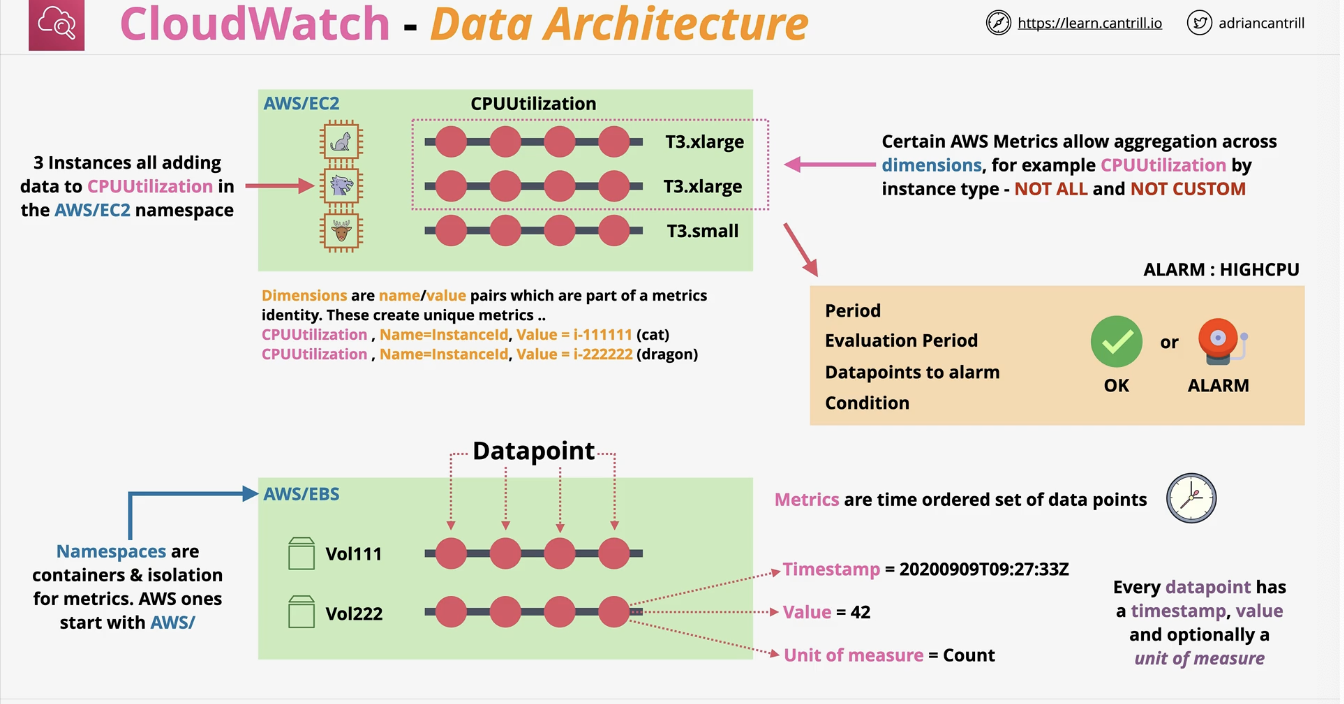 CloudWatch - Data Architecture
https://learn.cantrill.io
adriancantrill
AWS/EC2
CPUUtilization
T3.xlarge
T3.xlarge
T3.small
3 Instances all adding
data to CPUUtilization in
the AWS/EC2 namespace
Certain AWS Metrics allow aggregation across
dimensions, for example CPUUtilization by
instance type - NOT ALL and NOT CUSTOM
Dimensions are name/value pairs which are part of a metrics
identity. These create unique metrics ..
CPUUtilization , Name=InstanceId, Value = i-111111 (cat)
CPUUtilization , Name=InstanceId, Value = i-222222 (dragon)
ALARM : HIGHCPU
Period
Evaluation Period
Datapoints to alarm
Condition
or
OK
ALARM
Datapoint
AWS/EBS
Vol111
Vol222
Namespaces are
containers & isolation
for metrics. AWS ones
start with AWS/
Metrics are time ordered set of data points
Timestamp = 20200909T09:27:33Z
Value = 42
Unit of measure = Count
Every datapoint has
a timestamp, value
and optionally a
unit of measure